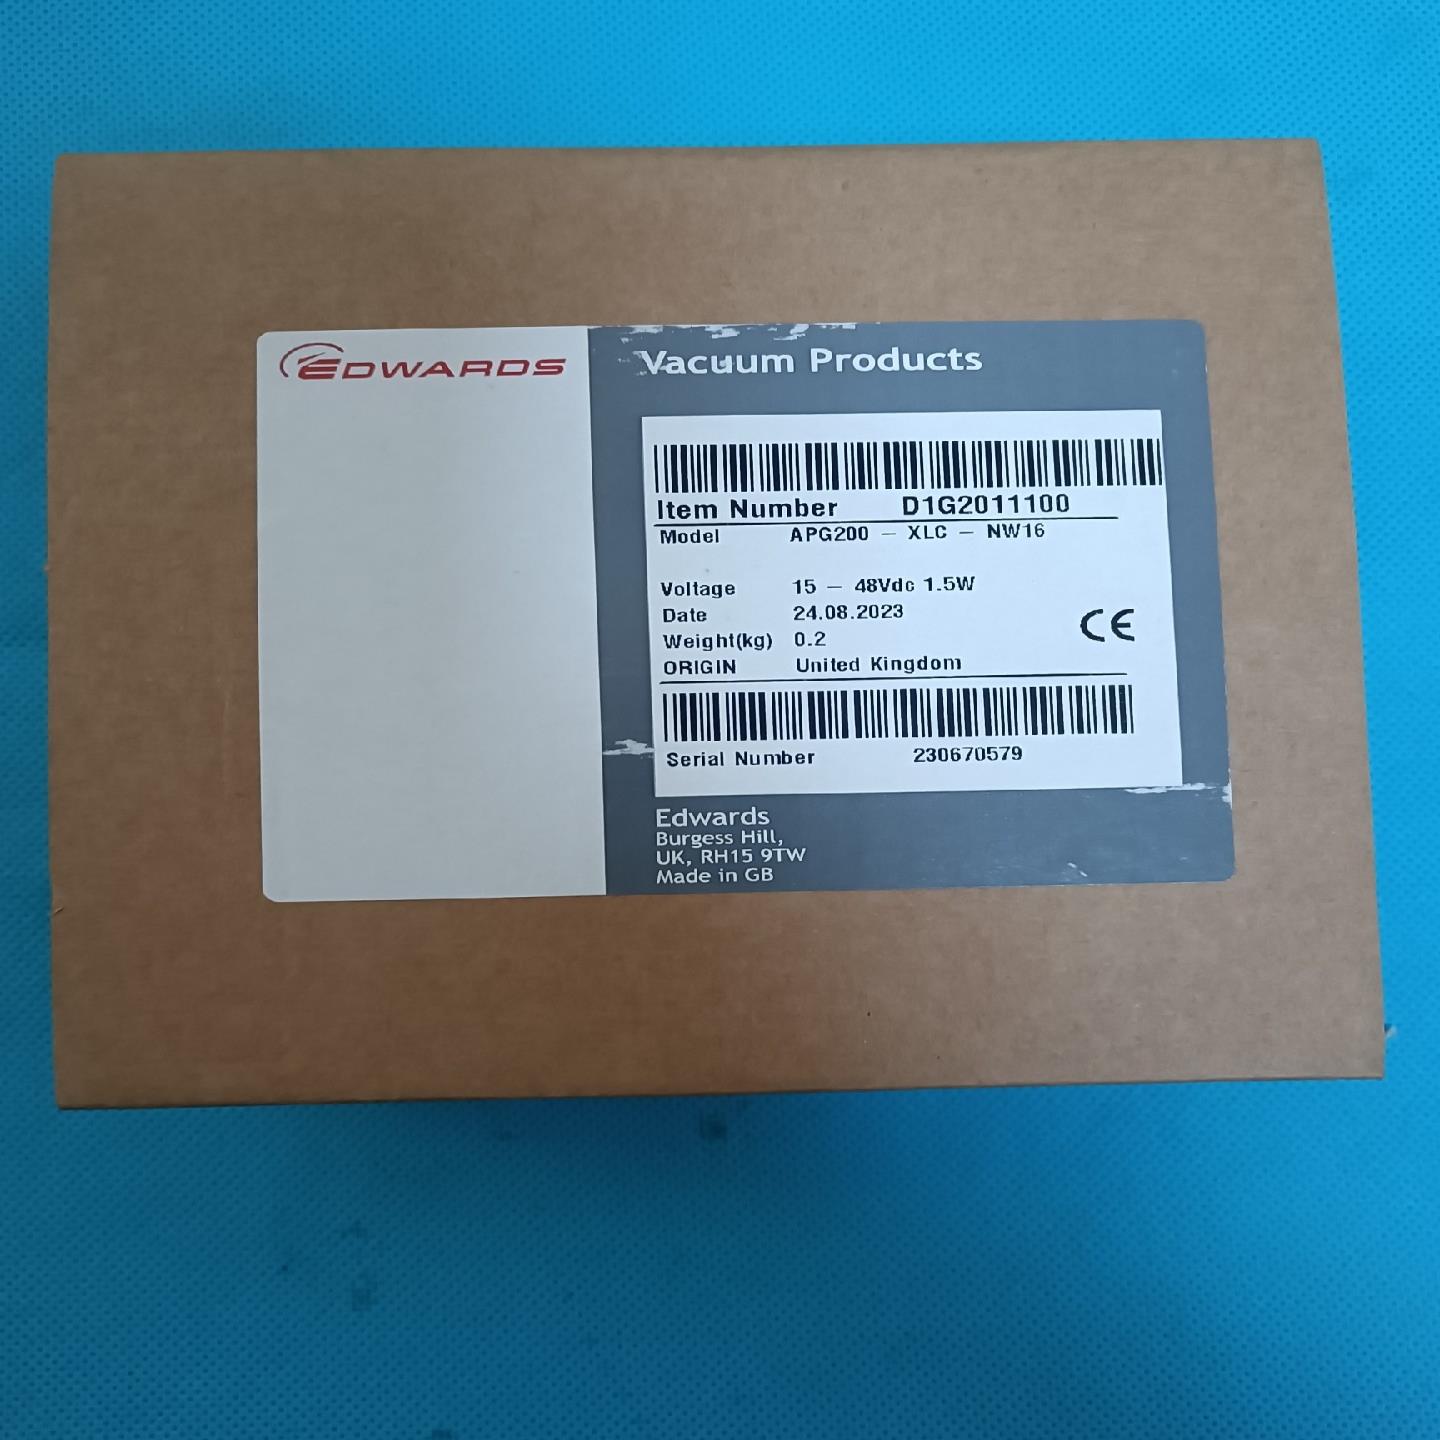 EDWARDS
Vacuum Products
Item Number D1G2011100
Model APG200 – XLC – NW16
Voltage 15 – 48Vdc 1.5W
Date 24.08.2023
Weight(kg) 0.2
CE
ORIGIN United Kingdom
Serial Number 230670579
Edwards
Burgess Hill,
UK, RH15 9TW
Made in GB